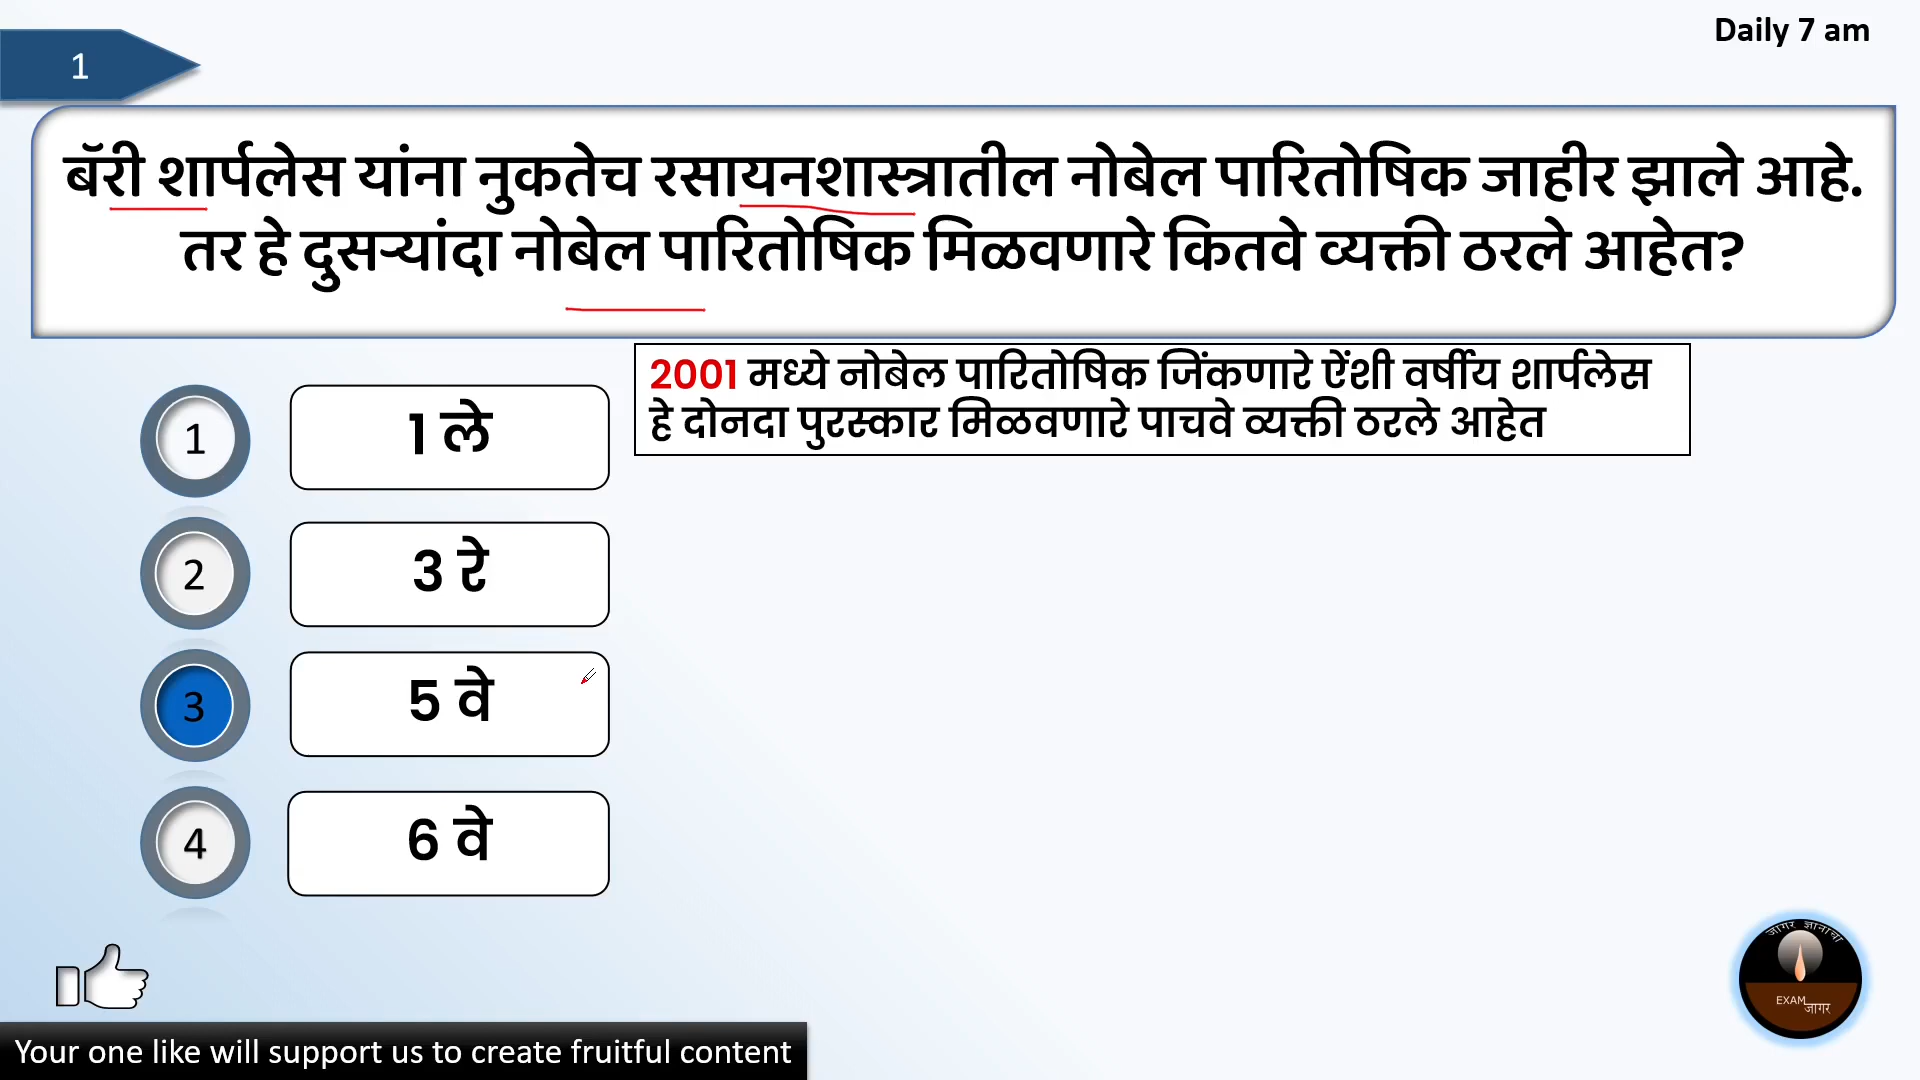 Daily 7 am
1
बॅरी शार्पलेस यांना नुकतेच रसायनशास्त्रातील नोबेल पारितोषिक जाहीर झाले आहे.
तर हे दुसऱ्यांदा नोबेल पारितोषिक मिळवणारे कितवे व्यक्ती ठरले आहेत?
2001 मध्ये नोबेल पारितोषिक जिंकणारे ऐंशी वर्षीय शार्पलेस
हे दोनदा पुरस्कार मिळवणारे पाचवे व्यक्ती ठरले आहेत
1 1 ले
2 3 रे
3 5 वे
4 6 वे
जागर ज्ञानाचा
EXAM
जागर
Your one like will support us to create fruitful content